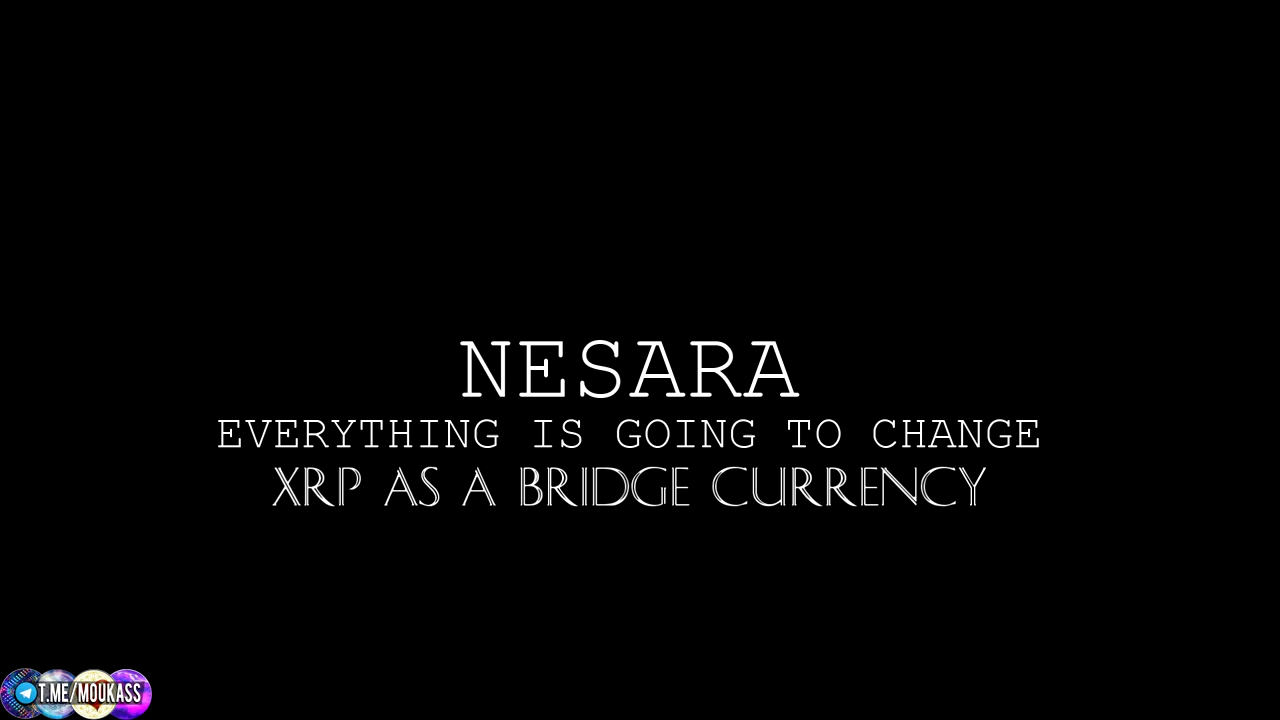 NESARA
EVERYTHING IS GOING TO CHANGE
XRP AS A BRIDGE CURRENCY
T.ME/MOUKASS